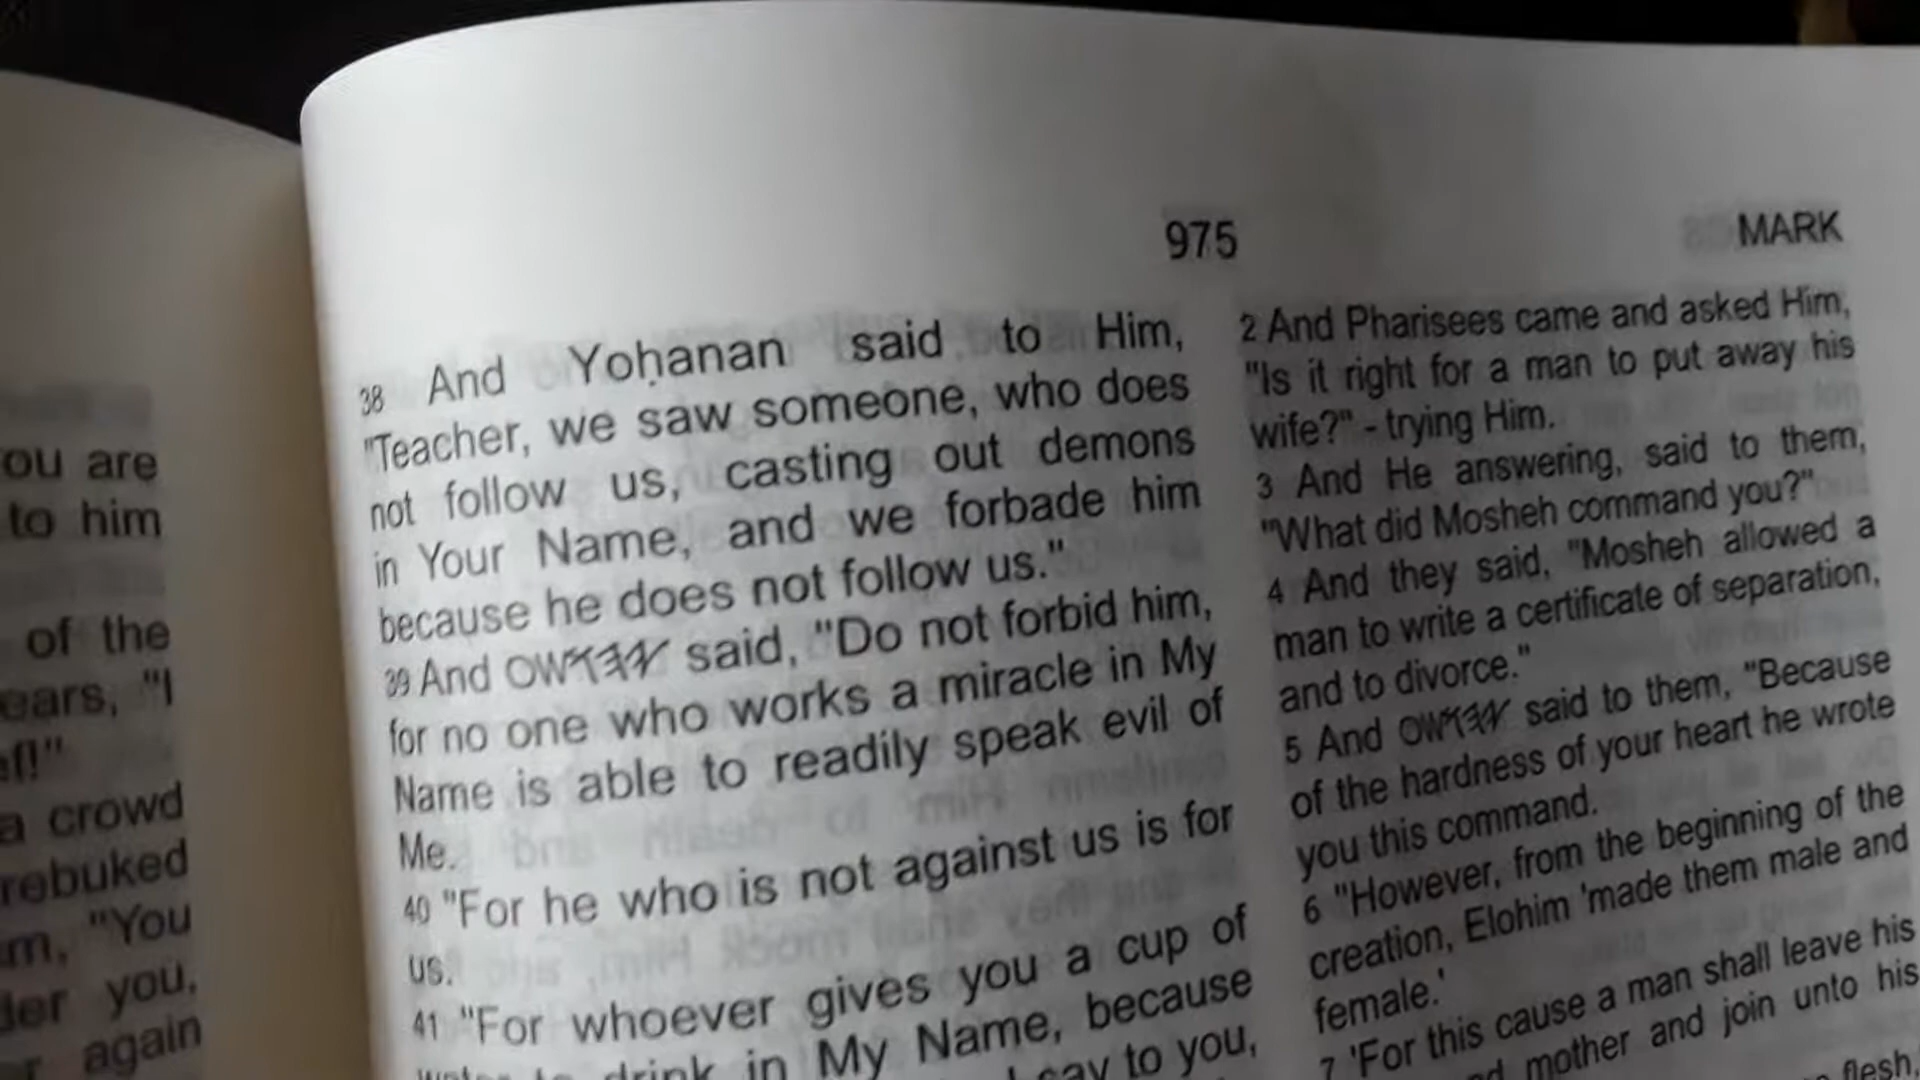 ou are
to him
of the
ears, "I
ef!"
a crowd
rebuked
m, "You
der you,
again
975
MARK
38 And Yoḥanan said to Him,
"Teacher, we saw someone, who does
not follow us, casting out demons
in Your Name, and we forbade him
because he does not follow us."
39 And 𐤏𐤅𐤔𐤅𐤄𐤉 said, "Do not forbid him,
for no one who works a miracle in My
Name is able to readily speak evil of
Me.
40 "For he who is not against us is for
us.
41 "For whoever gives you a cup of
water to drink in My Name, because
say to you,
2 And Pharisees came and asked Him,
"Is it right for a man to put away his
wife?" - trying Him.
3 And He answering, said to them,
"What did Mosheh command you?"
4 And they said, "Mosheh allowed a
man to write a certificate of separation,
and to divorce."
5 And 𐤏𐤅𐤔𐤅𐤄𐤉 said to them, "Because
of the hardness of your heart he wrote
you this command.
6 "However, from the beginning of the
creation, Elohim 'made them male and
female.'
7 'For this cause a man shall leave his
mother and join unto his
flesh,